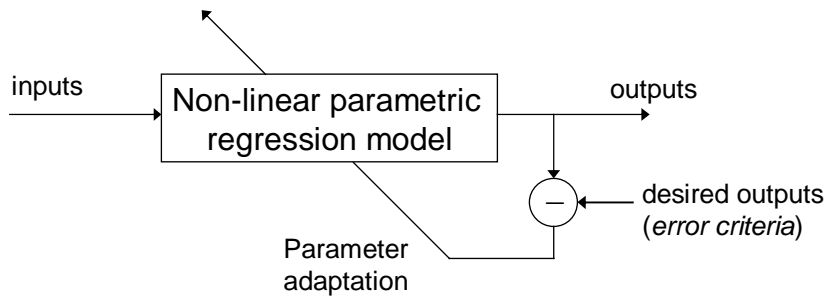 inputs
Non-linear parametric
regression model
outputs
−
desired outputs
(error criteria)
Parameter
adaptation